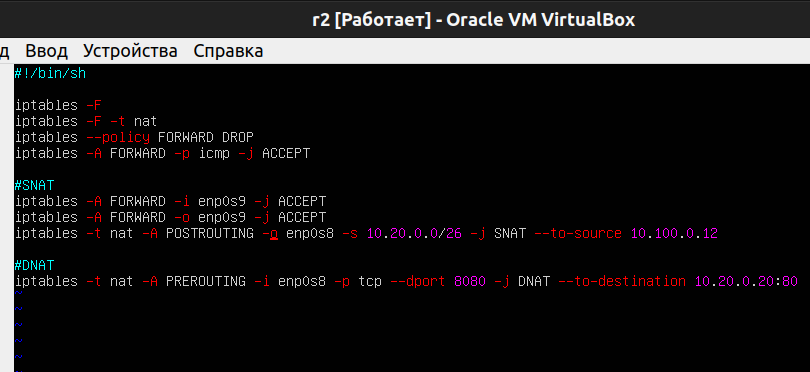 r2 [Работает] - Oracle VM VirtualBox
д Ввод Устройства Справка
#!/bin/sh
iptables -F
iptables -F -t nat
iptables --policy FORWARD DROP
iptables -A FORWARD -p icmp -j ACCEPT
#SNAT
iptables -A FORWARD -i enp0s9 -j ACCEPT
iptables -A FORWARD -o enp0s9 -j ACCEPT
iptables -t nat -A POSTROUTING -o enp0s8 -s 10.20.0.0/26 -j SNAT --to-source 10.100.0.12
#DNAT
iptables -t nat -A PREROUTING -i enp0s8 -p tcp --dport 8080 -j DNAT --to-destination 10.20.0.20:80
~
~
~
~
~